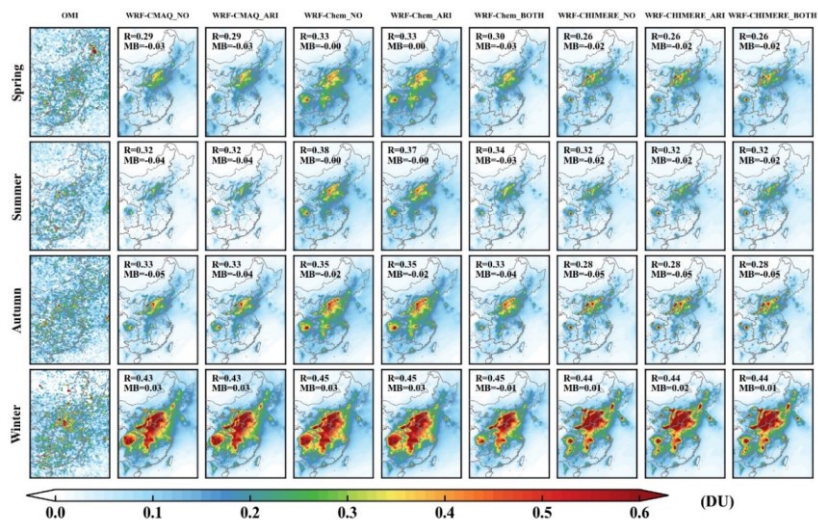 OMI WRF-CMAQ_NO WRF-CMAQ_ARI WRF-Chem_NO WRF-Chem_ARI WRF-Chem_BOTH WRF-CHIMERE_NO WRF-CHIMERE_ARI WRF-CHIMERE_BOTH
Spring
R=0.29 R=0.29 R=0.33 R=0.33 R=0.30 R=0.26 R=0.26 R=0.26
MB=-0.03 MB=-0.03 MB=-0.00 MB=0.00 MB=-0.03 MB=-0.02 MB=-0.02 MB=-0.02
Summer
R=0.32 R=0.32 R=0.38 R=0.37 R=0.34 R=0.32 R=0.32 R=0.32
MB=-0.04 MB=-0.04 MB=-0.00 MB=-0.00 MB=-0.03 MB=-0.02 MB=-0.02 MB=-0.02
Autumn
R=0.33 R=0.33 R=0.35 R=0.35 R=0.33 R=0.28 R=0.28 R=0.28
MB=-0.05 MB=-0.04 MB=-0.02 MB=-0.02 MB=-0.04 MB=-0.05 MB=-0.05 MB=-0.05
Winter
R=0.43 R=0.43 R=0.45 R=0.45 R=0.45 R=0.44 R=0.44 R=0.44
MB=0.03 MB=0.03 MB=0.03 MB=0.03 MB=-0.01 MB=0.01 MB=0.02 MB=0.01
0.0 0.1 0.2 0.3 0.4 0.5 0.6 (DU)